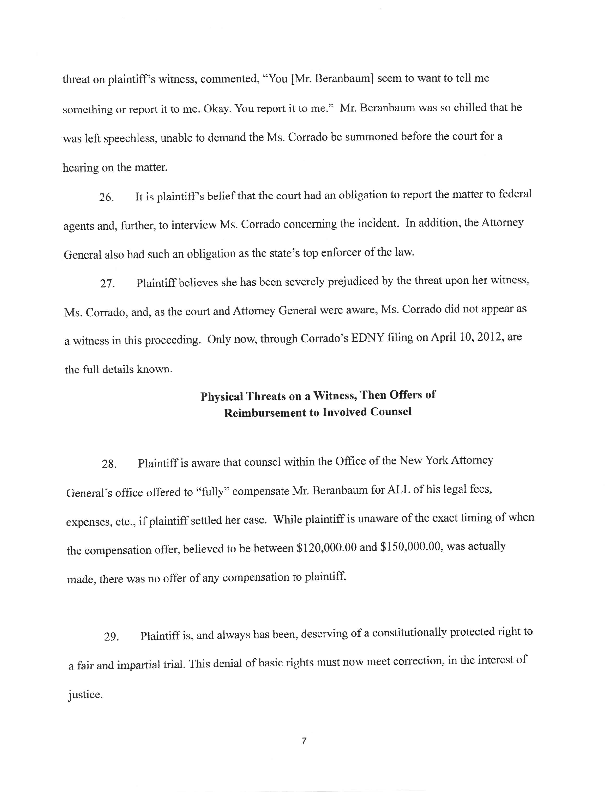 threat on plaintiff's witness, commented, "You [Mr. Beranbaum] seem to want to tell me
something or report it to me. Okay. You report it to me."  Mr. Beranbaum was so chilled that he
was left speechless, unable to demand the Ms. Corrado be summoned before the court for a
hearing on the matter.
26. It is plaintiff's belief that the court had an obligation to report the matter to federal
agents and, further, to interview Ms. Corrado concerning the incident.  In addition, the Attorney
General also had such an obligation as the state's top enforcer of the law.
27. Plaintiff believes she has been severely prejudiced by the threat upon her witness,
Ms. Corrado, and, as the court and Attorney General were aware, Ms. Corrado did not appear as
a witness in this proceeding.  Only now, through Corrado's EDNY filing on April 10, 2012, are
the full details known.
Physical Threats on a Witness, Then Offers of
Reimbursement to Involved Counsel
28. Plaintiff is aware that counsel within the Office of the New York Attorney
General's office offered to "fully" compensate Mr. Beranbaum for ALL of his legal fees,
expenses, etc., if plaintiff settled her case.  While plaintiff is unaware of the exact timing of when
the compensation offer, believed to be between $120,000.00 and $150,000.00, was actually
made, there was no offer of any compensation to plaintiff.
29. Plaintiff is, and always has been, deserving of a constitutionally protected right to
a fair and impartial trial. This denial of basic rights must now meet correction, in the interest of
justice.
7